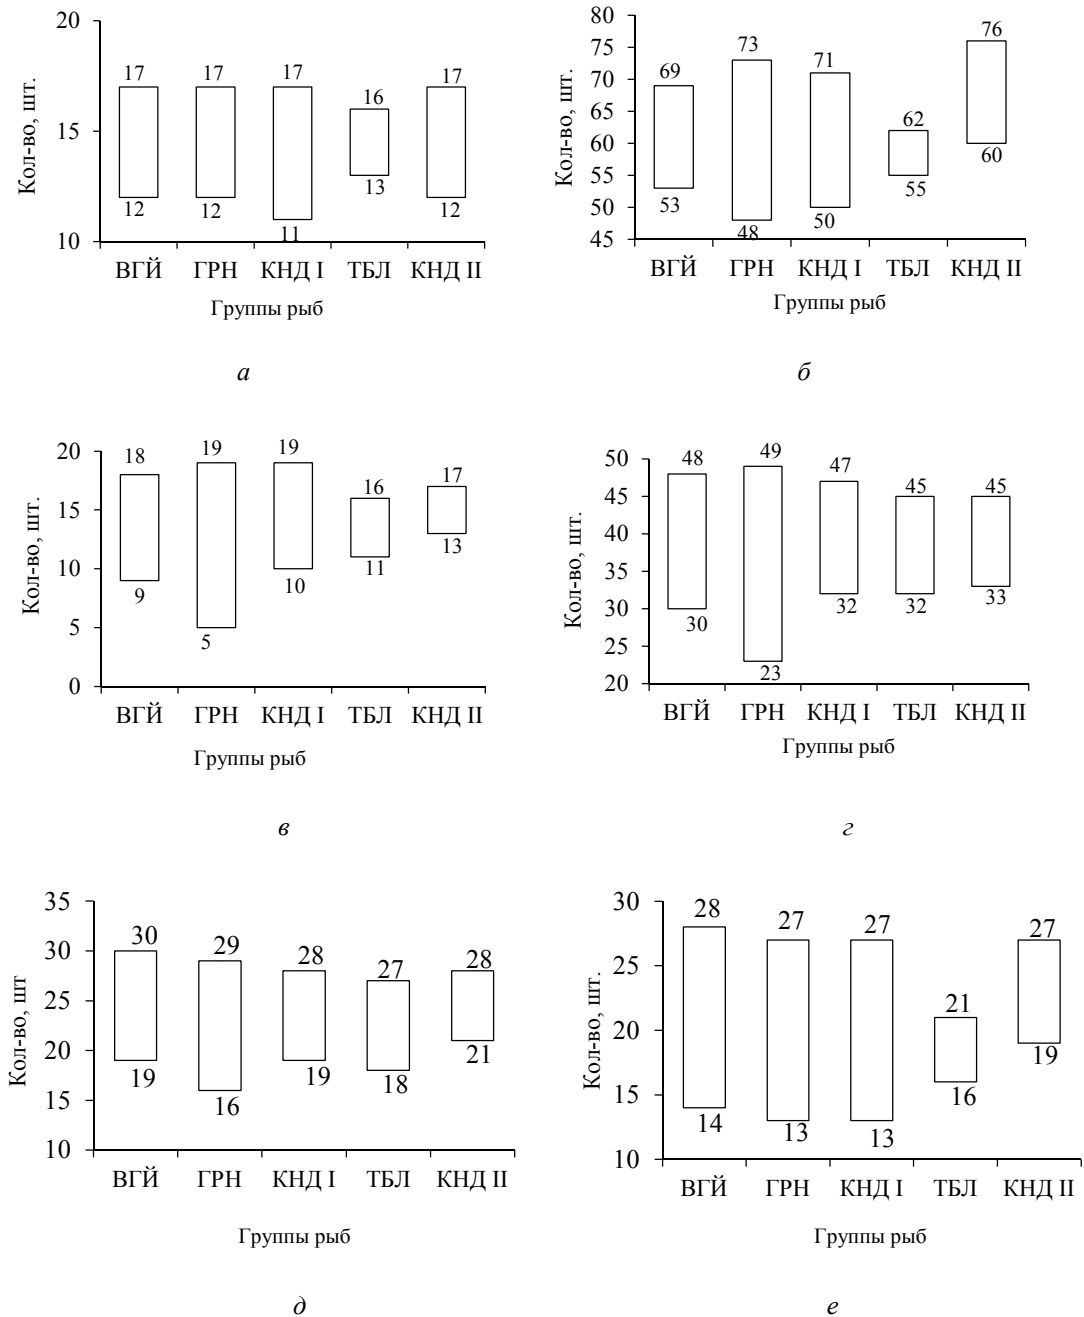 20
15
10
Кол-во, шт.
17 17 17 16 17
12 12 11 13 12
ВГЙ ГРН КНД I ТБЛ КНД II
Группы рыб
а
80
75
70
65
60
55
50
45
Кол-во, шт.
69 73 71 62 76
53 48 50 55 60
ВГЙ ГРН КНД I ТБЛ КНД II
Группы рыб
б
20
15
10
5
0
Кол-во, шт.
18 19 19 16 17
9 5 10 11 13
ВГЙ ГРН КНД I ТБЛ КНД II
Группы рыб
в
50
45
40
35
30
25
20
Кол-во, шт.
48 49 47 45 45
30 23 32 32 33
ВГЙ ГРН КНД I ТБЛ КНД II
Группы рыб
г
35
30
25
20
15
10
Кол-во, шт
30 29 28 27 28
19 16 19 18 21
ВГЙ ГРН КНД I ТБЛ КНД II
Группы рыб
д
30
25
20
15
10
Кол-во, шт.
28 27 27 21 27
14 13 13 16 19
ВГЙ ГРН КНД I ТБЛ КНД II
Группы рыб
е